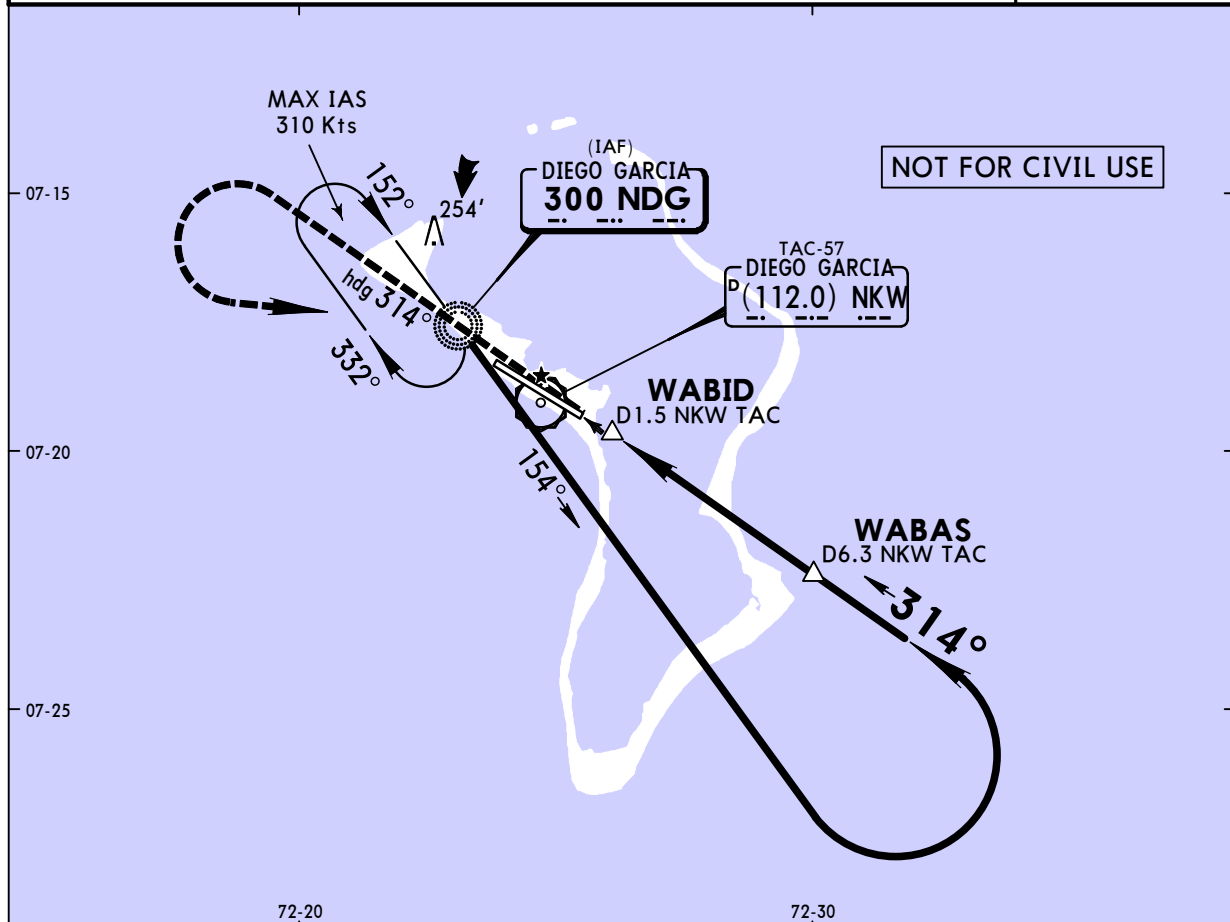 MAX IAS
310 Kts
(IAF)
DIEGO GARCIA
300 NDG
NOT FOR CIVIL USE
07-15
152°
254'
TAC-57
DIEGO GARCIA
D (112.0) NKW
hdg 314°
332°
WABID
D1.5 NKW TAC
07-20
154°
WABAS
D6.3 NKW TAC
314°
07-25
72-20
72-30